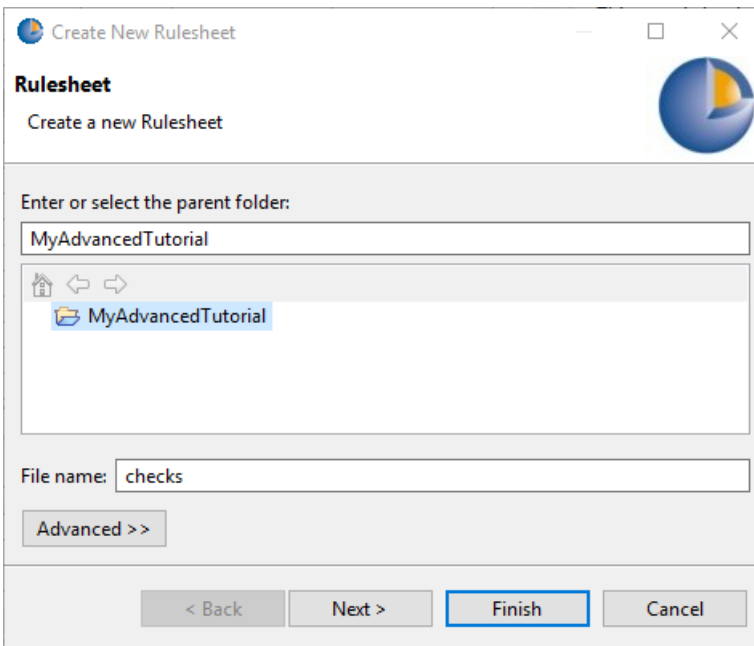 Create New Rulesheet
Rulesheet
Create a new Rulesheet
Enter or select the parent folder:
MyAdvancedTutorial
MyAdvancedTutorial
File name: checks
Advanced >>
< Back Next > Finish Cancel